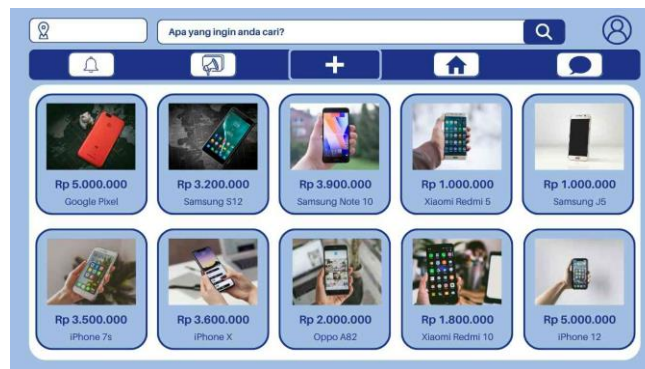 Apa yang ingin anda cari?
Rp 5.000.000
Google Pixel
Rp 3.200.000
Samsung S12
Rp 3.900.000
Samsung Note 10
Rp 1.000.000
Xiaomi Redmi 5
Rp 1.000.000
Samsung J5
Rp 3.500.000
iPhone 7s
Rp 3.600.000
iPhone X
Rp 2.000.000
Oppo A82
Rp 1.800.000
Xiaomi Redmi 10
Rp 5.000.000
iPhone 12